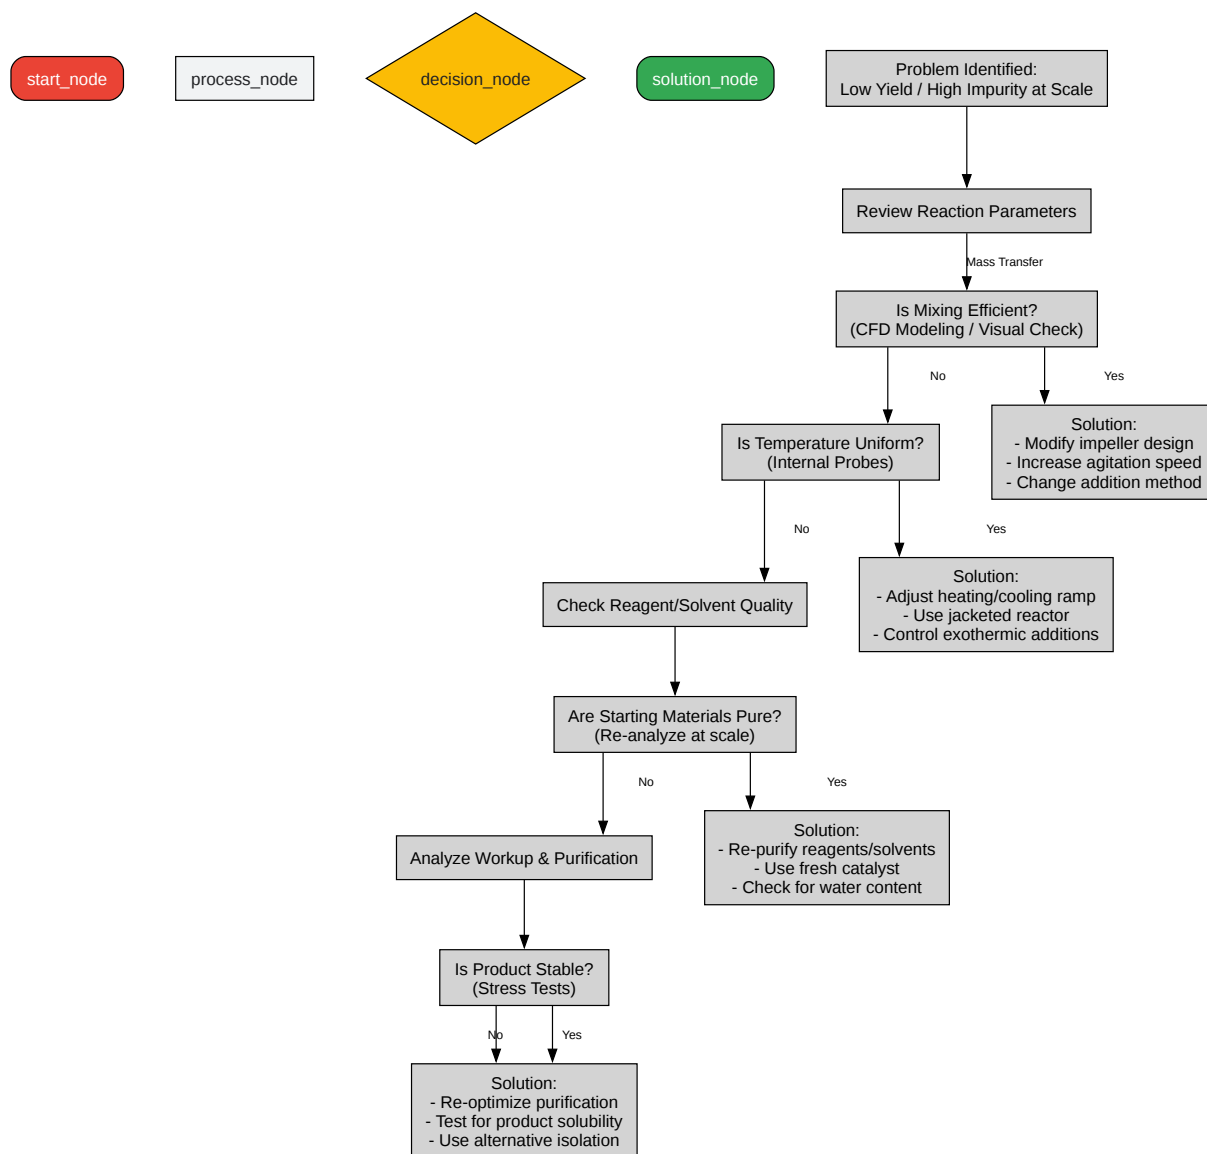 start_node
process_node
decision_node
solution_node
Problem Identified:
Low Yield / High Impurity at Scale
Review Reaction Parameters
Mass Transfer
Is Mixing Efficient?
(CFD Modeling / Visual Check)
No
Yes
Solution:
- Modify impeller design
- Increase agitation speed
- Change addition method
Is Temperature Uniform?
(Internal Probes)
No
Yes
Solution:
- Adjust heating/cooling ramp
- Use jacketed reactor
- Control exothermic additions
Check Reagent/Solvent Quality
Are Starting Materials Pure?
(Re-analyze at scale)
No
Yes
Solution:
- Re-purify reagents/solvents
- Use fresh catalyst
- Check for water content
Analyze Workup & Purification
Is Product Stable?
(Stress Tests)
No
Yes
Solution:
- Re-optimize purification
- Test for product solubility
- Use alternative isolation